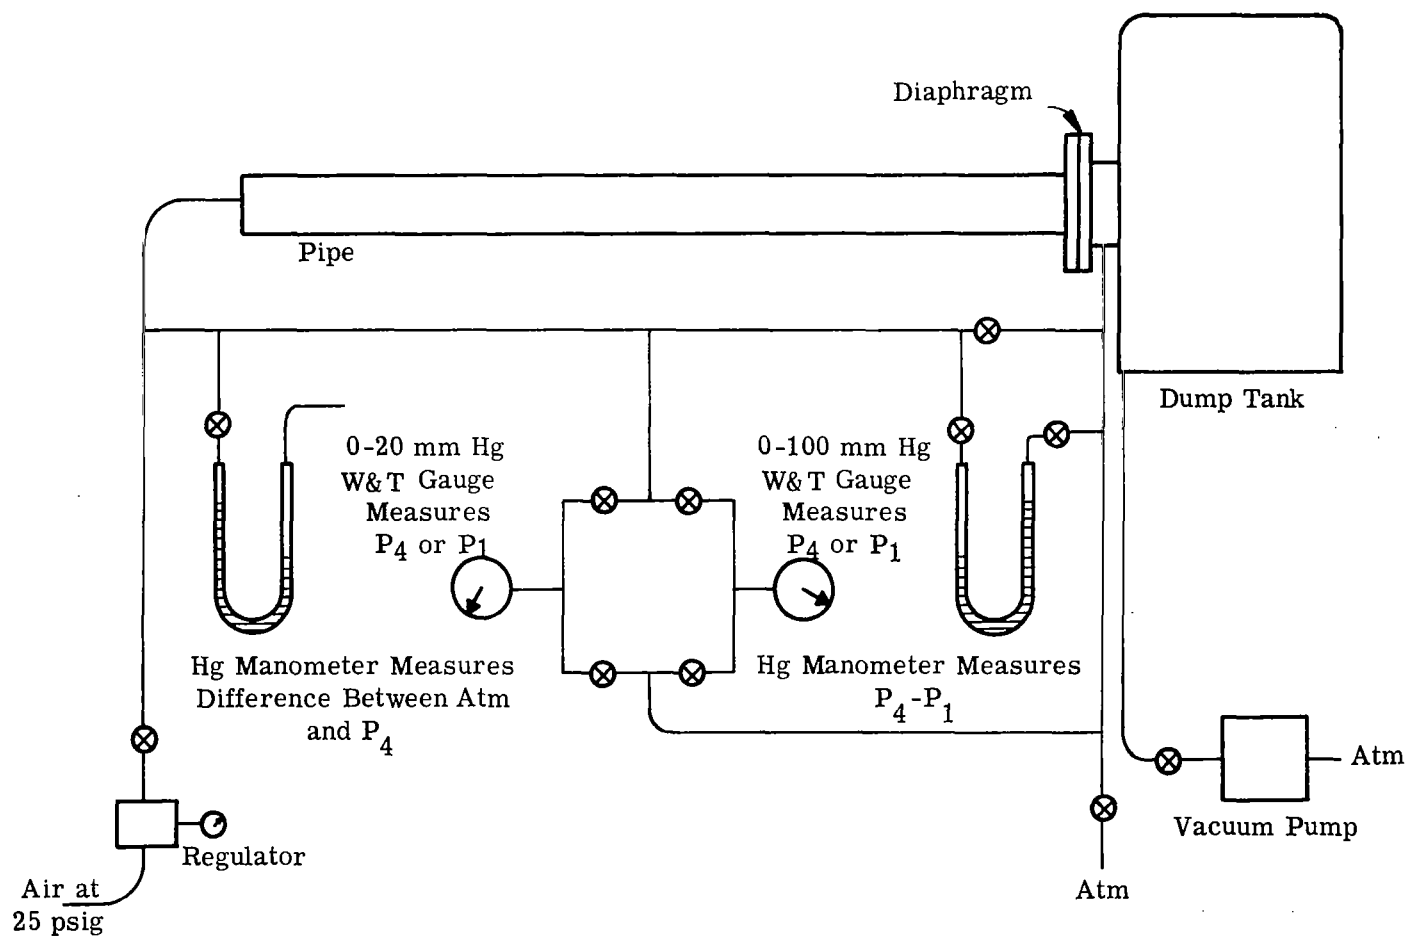 Diaphragm
Pipe
Dump Tank
0-20 mm Hg
W&T Gauge
Measures
P4 or P1
0-100 mm Hg
W&T Gauge
Measures
P4 or P1
Hg Manometer Measures
Difference Between Atm
and P4
Hg Manometer Measures
P4-P1
Atm
Vacuum Pump
Regulator
Atm
Air at
25 psig